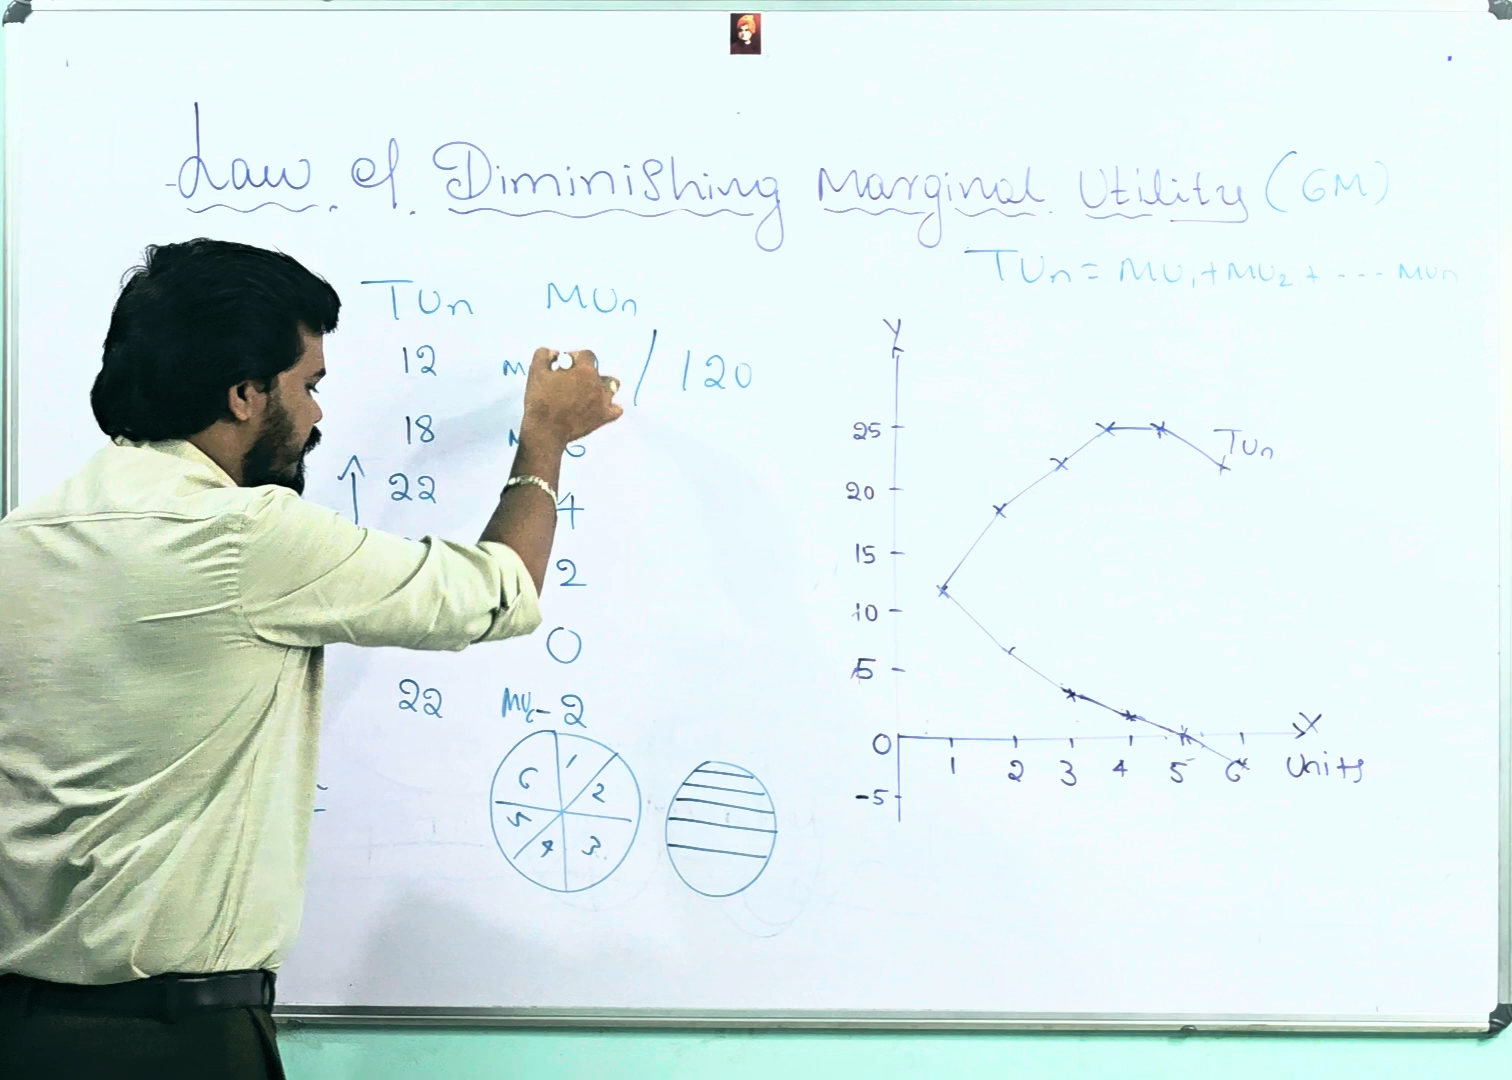 Law of Diminishing Marginal Utility (GM)
TUn = MU1 + MU2 + ---- MUn
TUn MUn
12 / 120
18 6
22 4
2
0
22 MU6 -2
=
6 1
5 2
4 3
Y
25 TUn
20
15
10
5
0 X
1 2 3 4 5 6 Units
-5